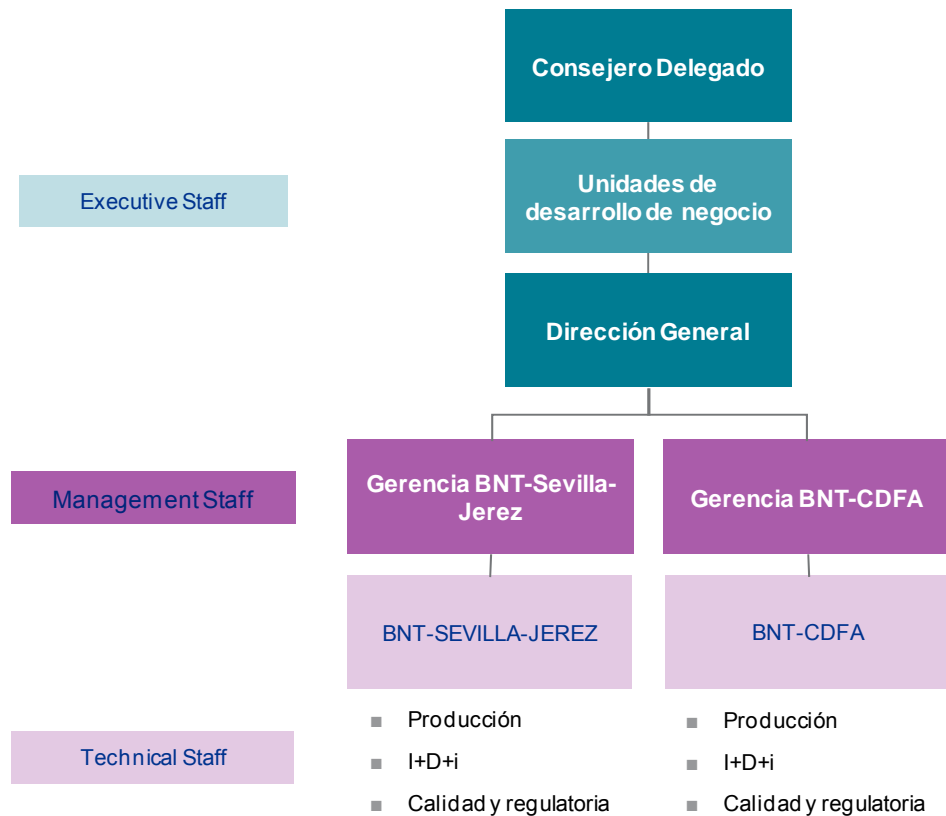 Consejero Delegado
Executive Staff
Unidades de
desarrollo de negocio
Dirección General
Management Staff
Gerencia BNT-Sevilla-
Jerez
Gerencia BNT-CDFA
BNT-SEVILLA-JEREZ
BNT-CDFA
Technical Staff
Producción
I+D+i
Calidad y regulatoria
Producción
I+D+i
Calidad y regulatoria